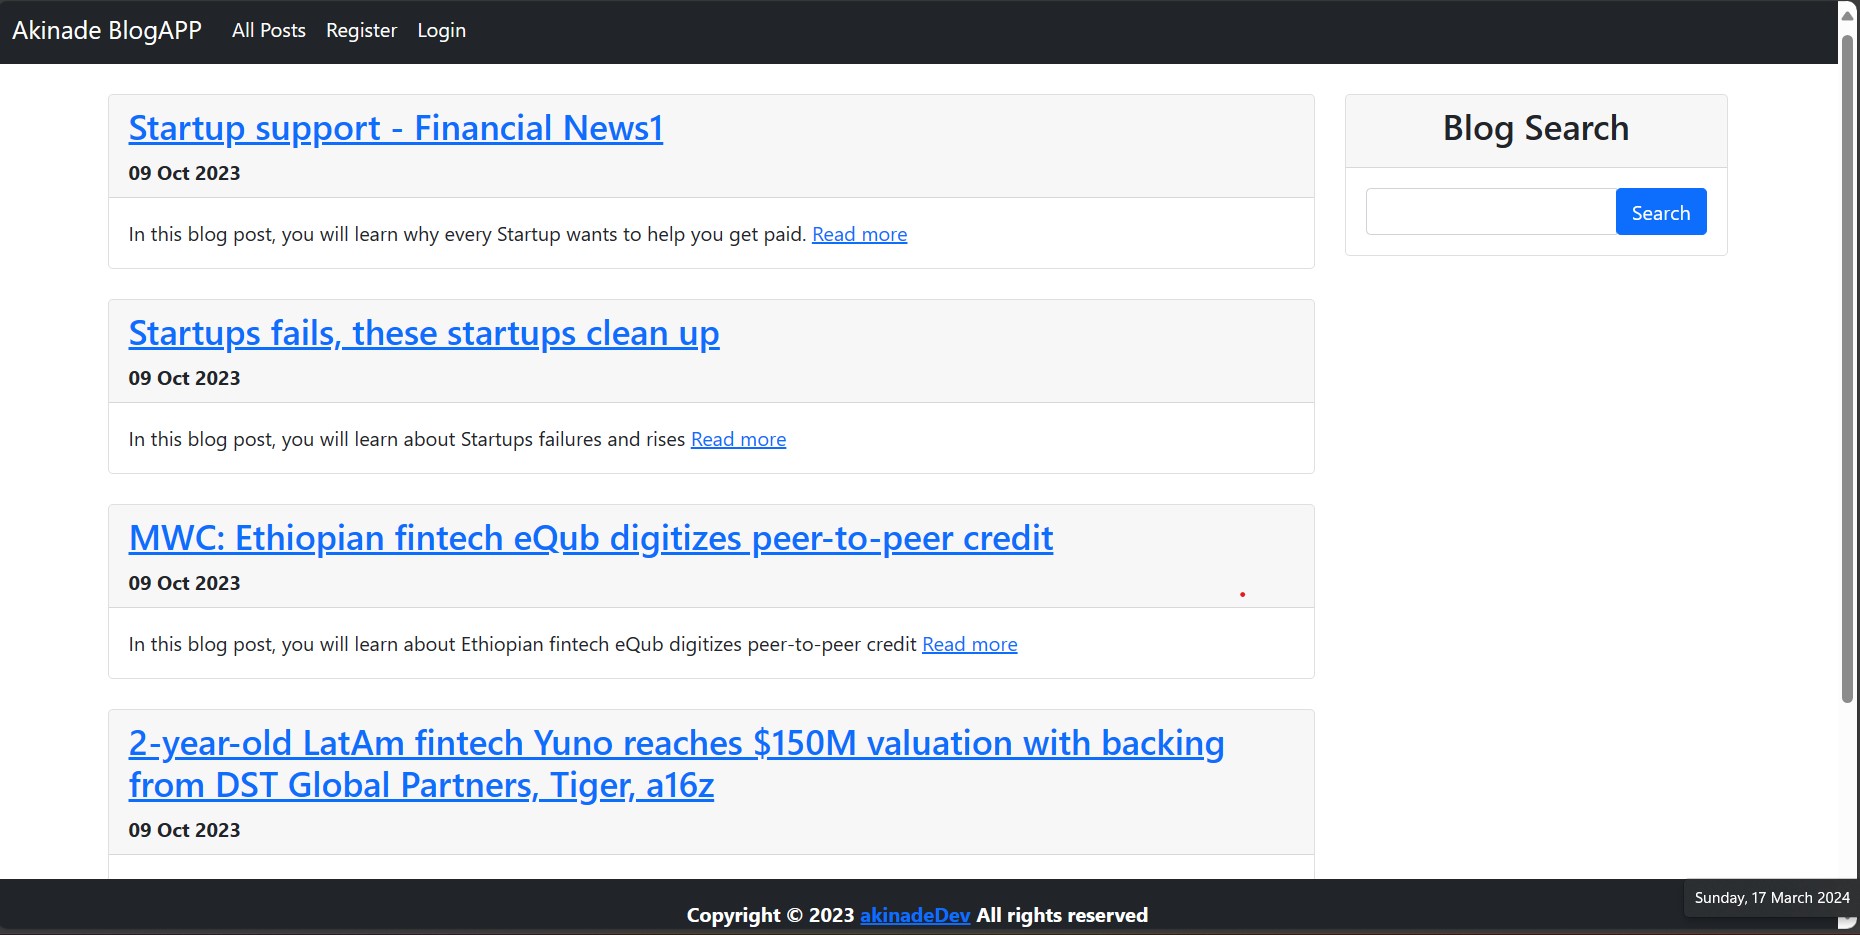 Akinade BlogAPP All Posts Register Login
Startup support - Financial News1
09 Oct 2023
In this blog post, you will learn why every Startup wants to help you get paid. Read more
Blog Search
Search
Startups fails, these startups clean up
09 Oct 2023
In this blog post, you will learn about Startups failures and rises Read more
MWC: Ethiopian fintech eQub digitizes peer-to-peer credit
09 Oct 2023
In this blog post, you will learn about Ethiopian fintech eQub digitizes peer-to-peer credit Read more
2-year-old LatAm fintech Yuno reaches $150M valuation with backing
from DST Global Partners, Tiger, a16z
09 Oct 2023
Copyright © 2023 akinadeDev All rights reserved
Sunday, 17 March 2024